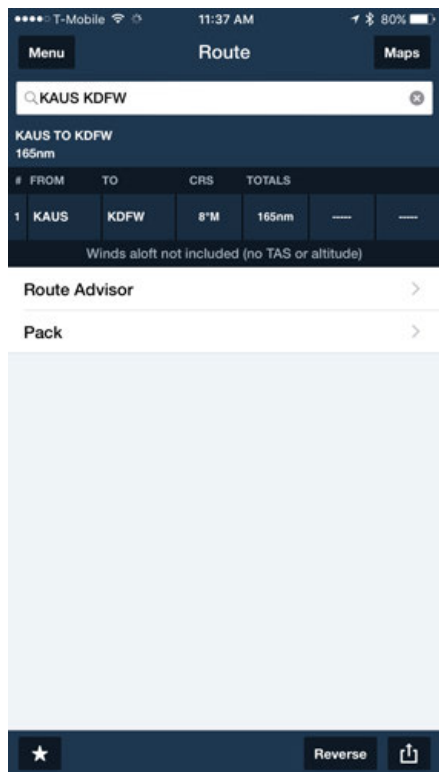 T-Mobile 11:37 AM 80%
Menu Route Maps
KAUS KDFW
KAUS TO KDFW
165nm
# FROM TO CRS TOTALS
1 KAUS KDFW 8°M 165nm ----- -----
Winds aloft not included (no TAS or altitude)
Route Advisor
Pack
Reverse